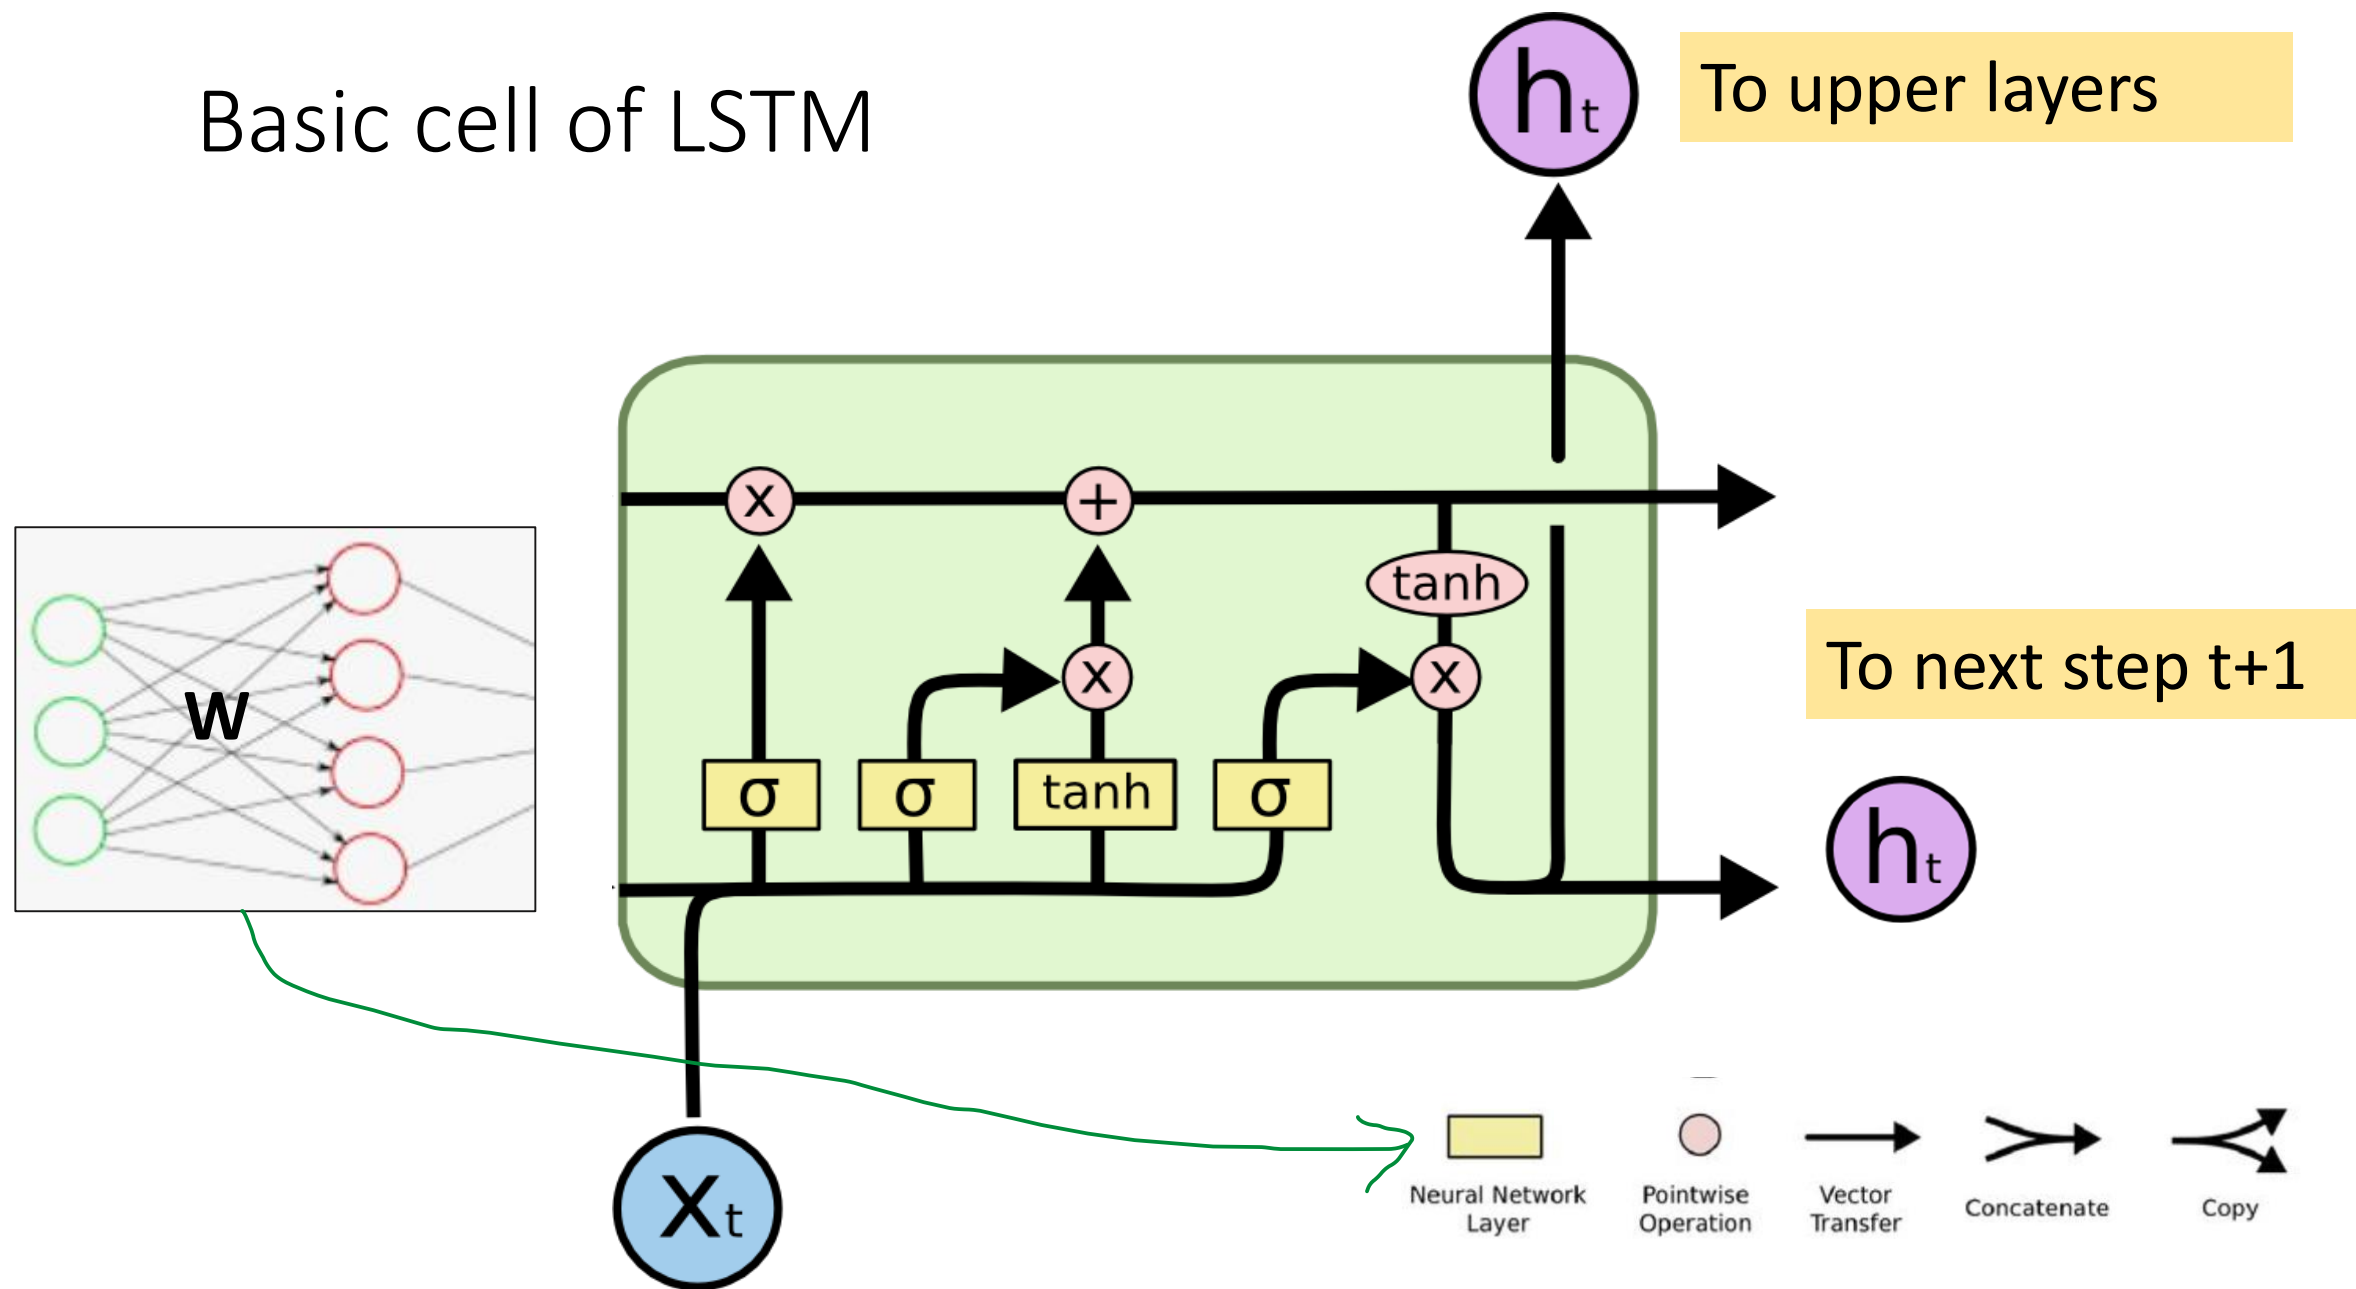 Basic cell of LSTM
ht
To upper layers
x
+
tanh
x
x
To next step t+1
W
σ
σ
tanh
σ
ht
xt
Neural Network
Layer
Pointwise
Operation
Vector
Transfer
Concatenate
Copy